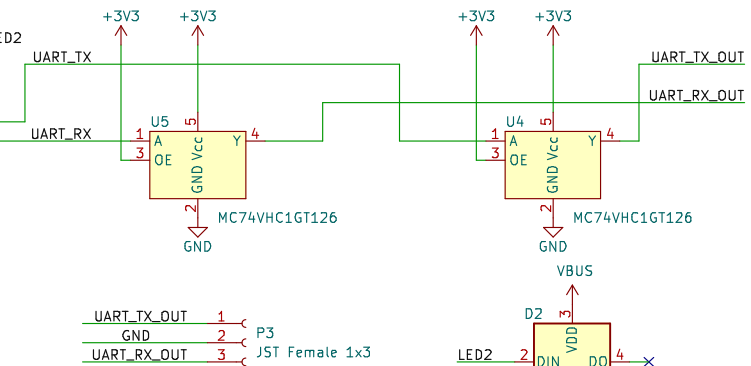 +3V3 +3V3 +3V3 +3V3
ED2
UART_TX UART_TX_OUT
UART_RX_OUT
U5 5 U4 5
UART_RX 1 A Vcc Y 4 1 A Vcc Y 4
3 OE GND 3 OE GND
2 MC74VHC1GT126 2 MC74VHC1GT126
GND GND
VBUS
UART_TX_OUT 1 D2 3
GND 2 P3 VDD
UART_RX_OUT 3 JST Female 1x3 LED2 2 DIN DO 4